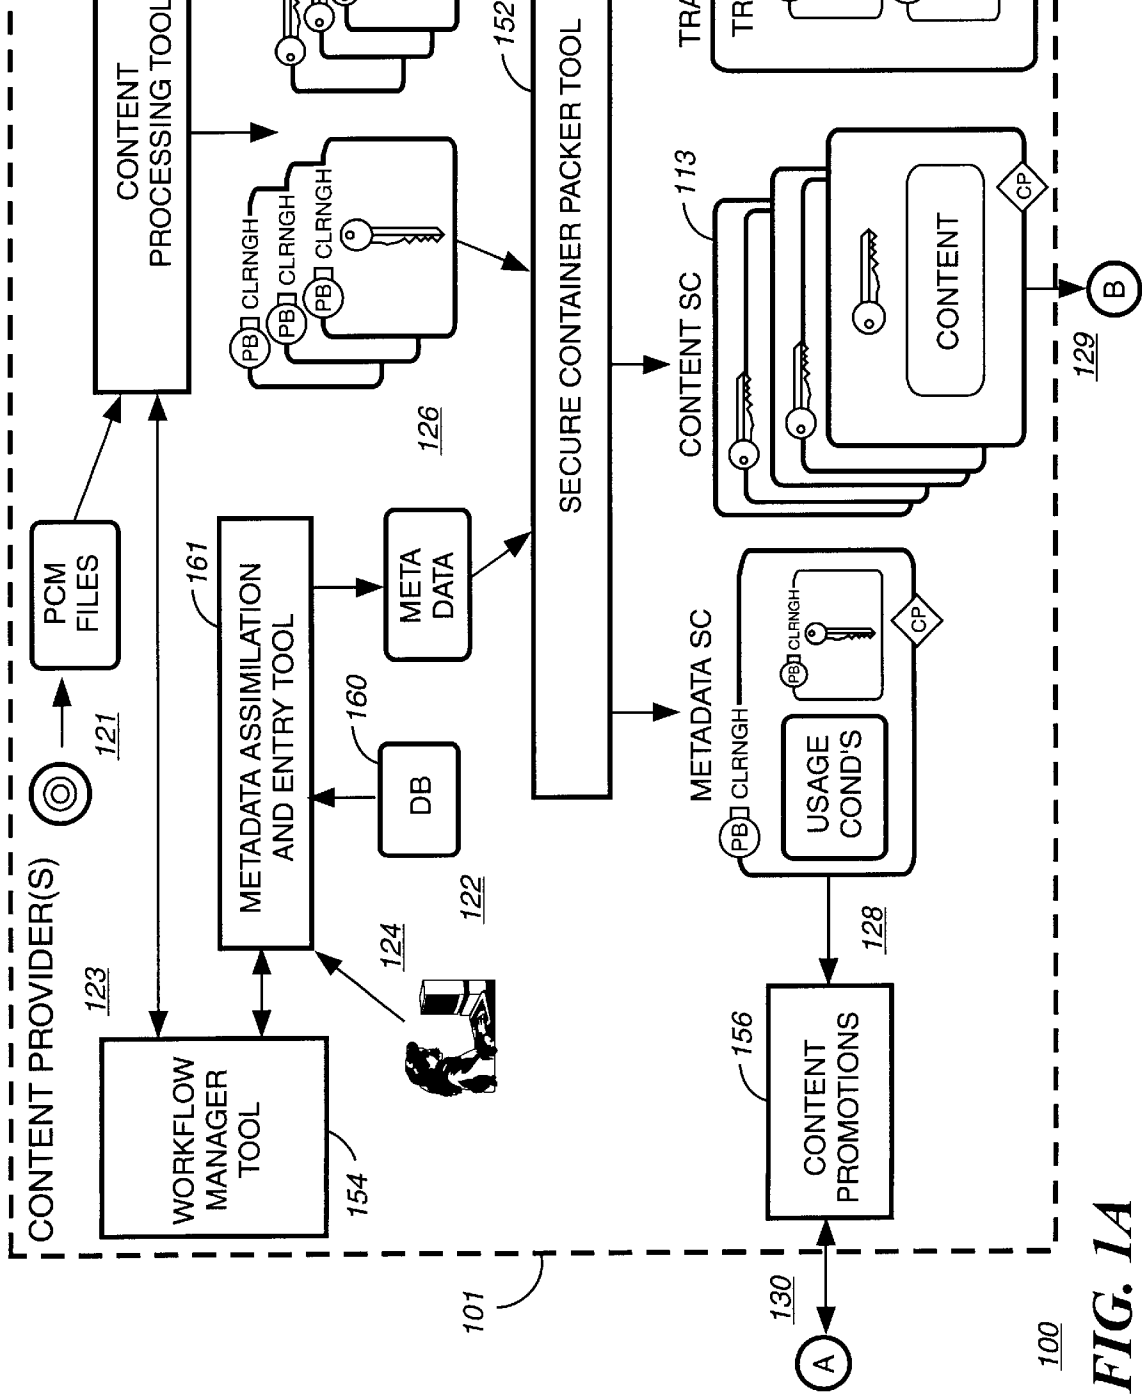 CONTENT PROVIDER(S)
121
PCM
FILES
123
WORKFLOW
MANAGER
TOOL
154
CONTENT
PROCESSING TOOL
161
METADATA ASSIMILATION
AND ENTRY TOOL
124
160
DB
122
META
DATA
126
PB CLRNGH
PB CLRNGH
PB CLRNGH
152
SECURE CONTAINER PACKER TOOL
101
METADATA SC
PB CLRNGH
USAGE
COND'S
PB CLRNGH
CP
128
156
CONTENT
PROMOTIONS
CONTENT SC
113
CONTENT
CP
TRA
TR
130
A
129
B
100
FIG. 1A